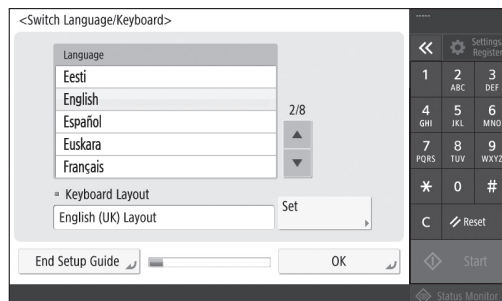 <Switch Language/Keyboard>
Language
Eesti
English
Español
Euskara
Français
2/8
Keyboard Layout
English (UK) Layout
Set
End Setup Guide
OK
-----
Settings/
Register
1
2
ABC
3
DEF
4
GHI
5
JKL
6
MNO
7
PQRS
8
TUV
9
WXYZ
*
0
#
C
Reset
Start
Status Monitor